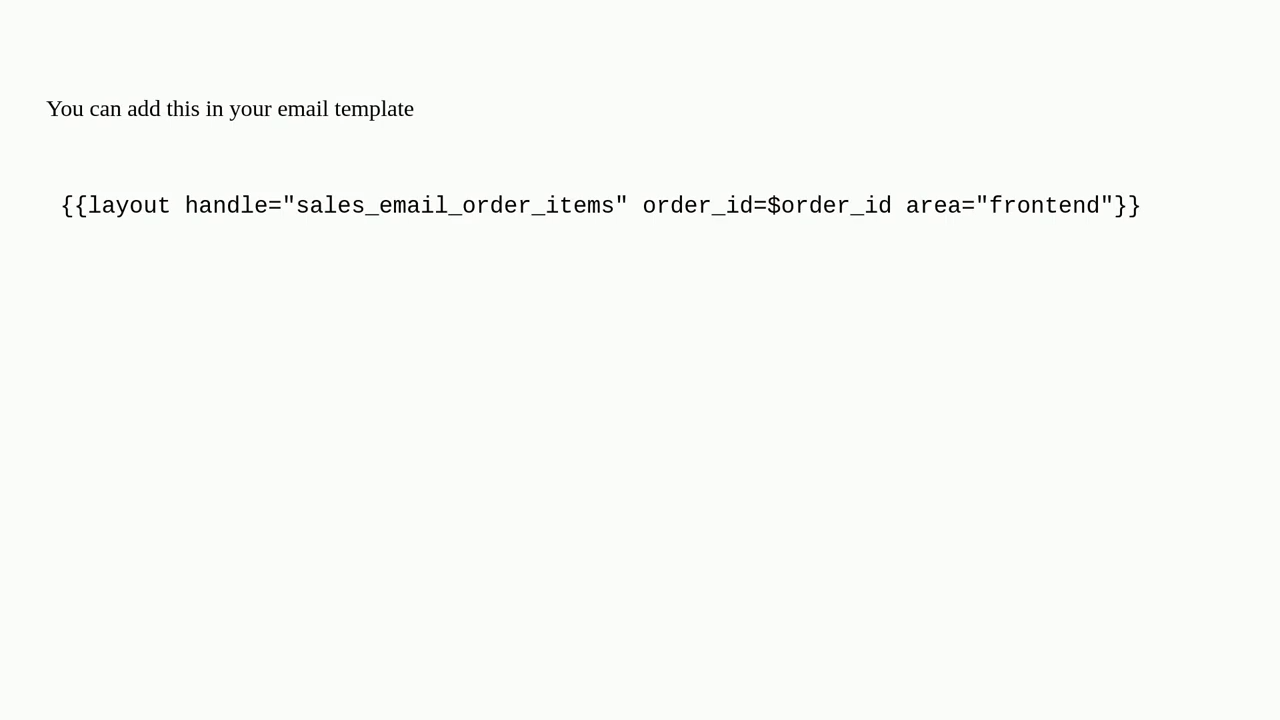 You can add this in your email template
{{layout handle="sales_email_order_items" order_id=$order_id area="frontend"}}